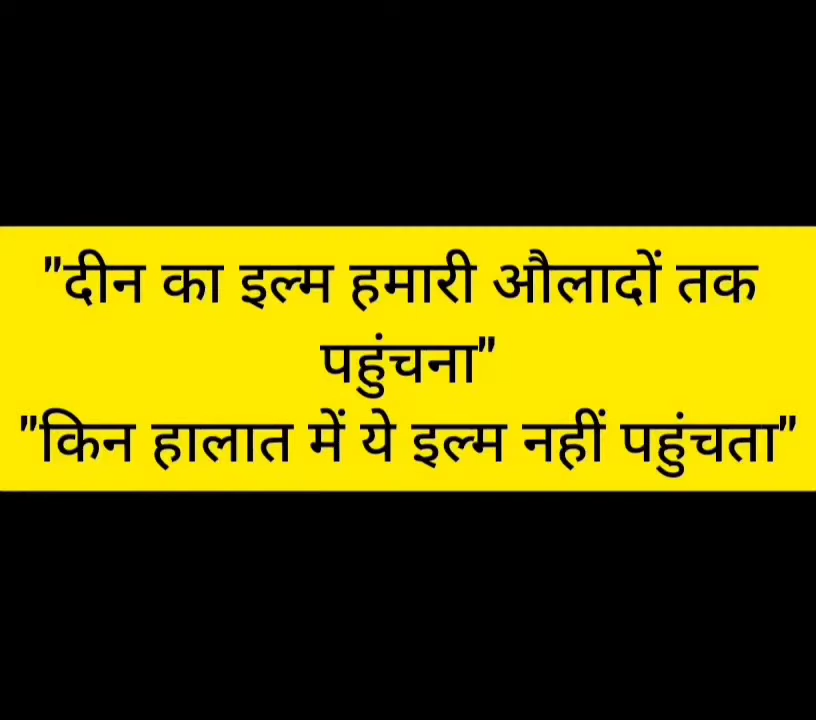 "दीन का इल्म हमारी औलादों तक
पहुंचना"
"किन हालात में ये इल्म नहीं पहुंचता"